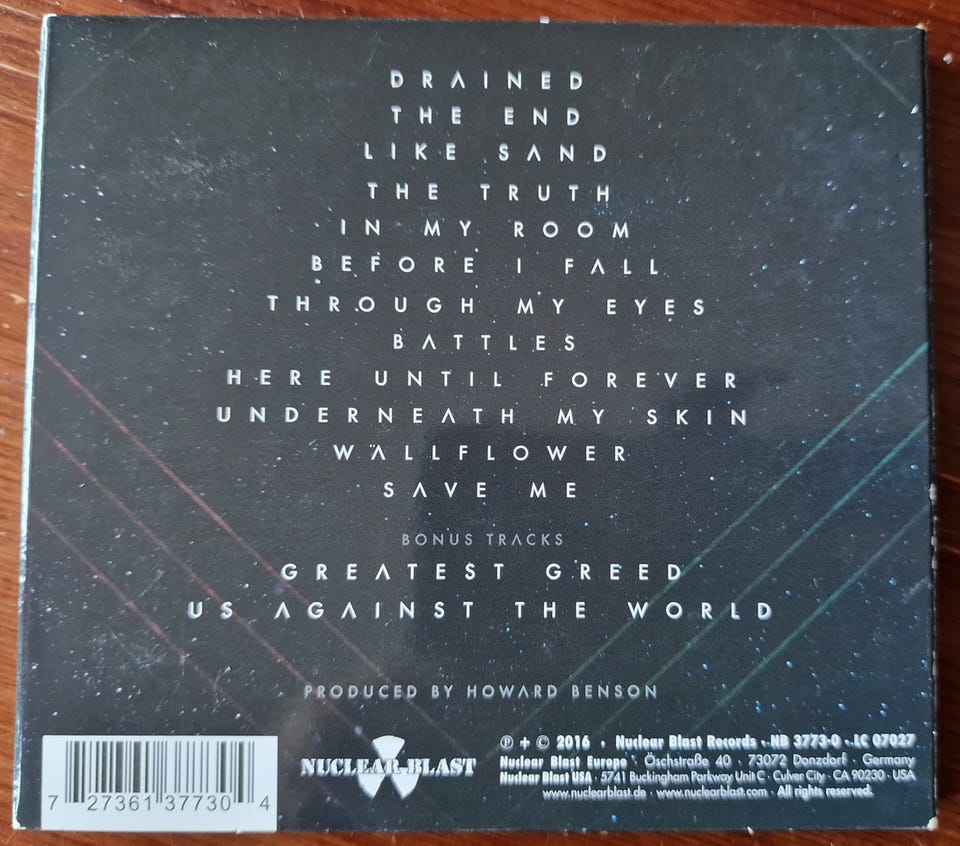 DRAINED
THE END
LIKE SAND
THE TRUTH
IN MY ROOM
BEFORE I FALL
THROUGH MY EYES
BATTLES
HERE UNTIL FOREVER
UNDERNEATH MY SKIN
WALLFLOWER
SAVE ME
BONUS TRACKS
GREATEST GREED
US AGAINST THE WORLD
PRODUCED BY HOWARD BENSON
7 27361 37730 4
NUCLEAR BLAST
℗ + © 2016 · Nuclear Blast Records · NB 3773-0 · LC 07027
Nuclear Blast Europe · Öschstraße 40 · 73072 Donzdorf · Germany
Nuclear Blast USA · 5741 Buckingham Parkway Unit C · Culver City · CA 90230 · USA
www.nuclearblast.de · www.nuclearblast.com · All rights reserved.